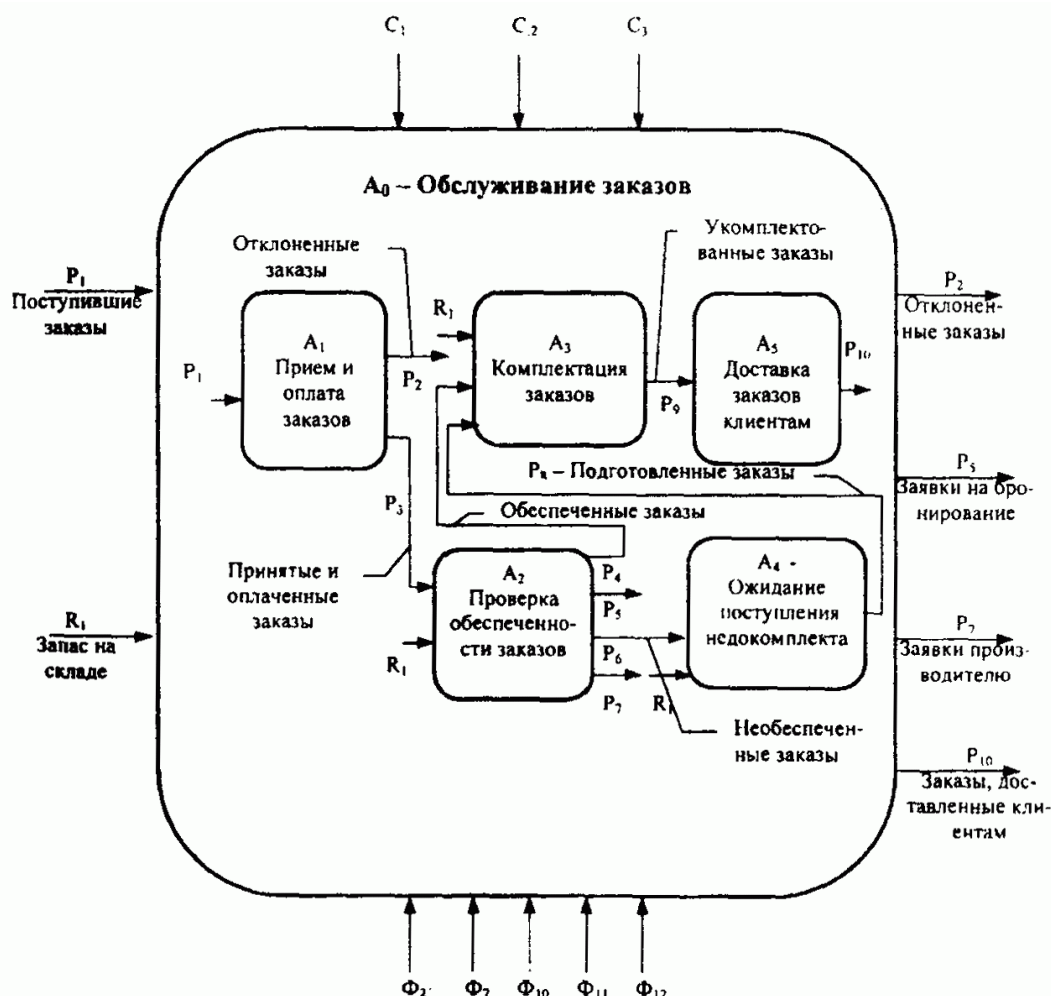 C₁
C₂
C₃
A₀ – Обслуживание заказов
Отклоненные
заказы
Укомплекто-
ванные заказы
P₁
Поступившие
заказы
P₂
Отклонен-
ные заказы
R₁
P₁
A₁
Прием и
оплата
заказов
P₂
A₃
Комплектация
заказов
P₉
A₅
Доставка
заказов
клиентам
P₁₀
P₈ – Подготовленные заказы
P₅
Заявки на бро-
нирование
P₃
Обеспеченные заказы
Принятые и
оплаченные
заказы
R₁
Запас на
складе
A₂
Проверка
обеспеченно-
сти заказов
R₁
P₄
P₅
P₆
P₇
R₁
A₄ -
Ожидание
поступления
недокомплекта
P₇
Заявки произ-
водителю
Необеспечен-
ные заказы
P₁₀
Заказы, дос-
тавленные кли-
ентам
Ф₇
Ф₁₀
Ф₁₁
Ф₁₂